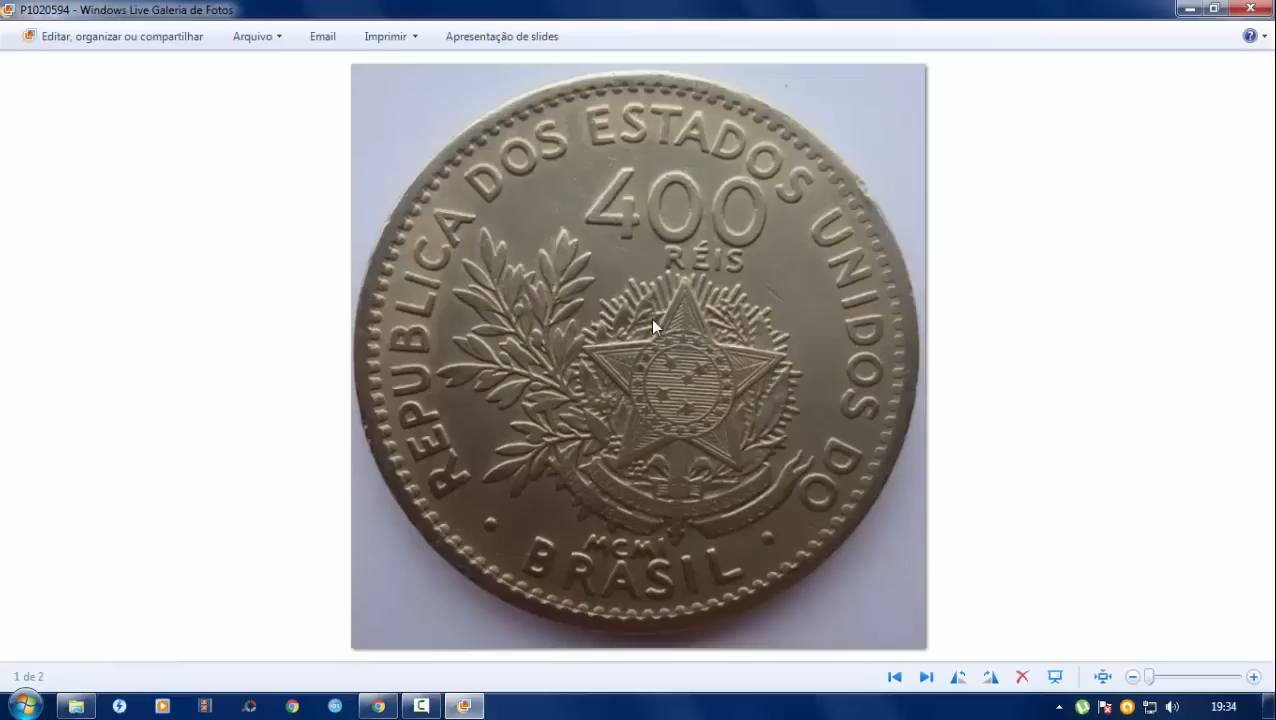 P1020594 - Windows Live Galeria de Fotos
Editar, organizar ou compartilhar Arquivo Email Imprimir Apresentação de slides
REPUBLICA DOS ESTADOS UNIDOS DO
400
RÉIS
MCMI
BRASIL
1 de 2
19:34